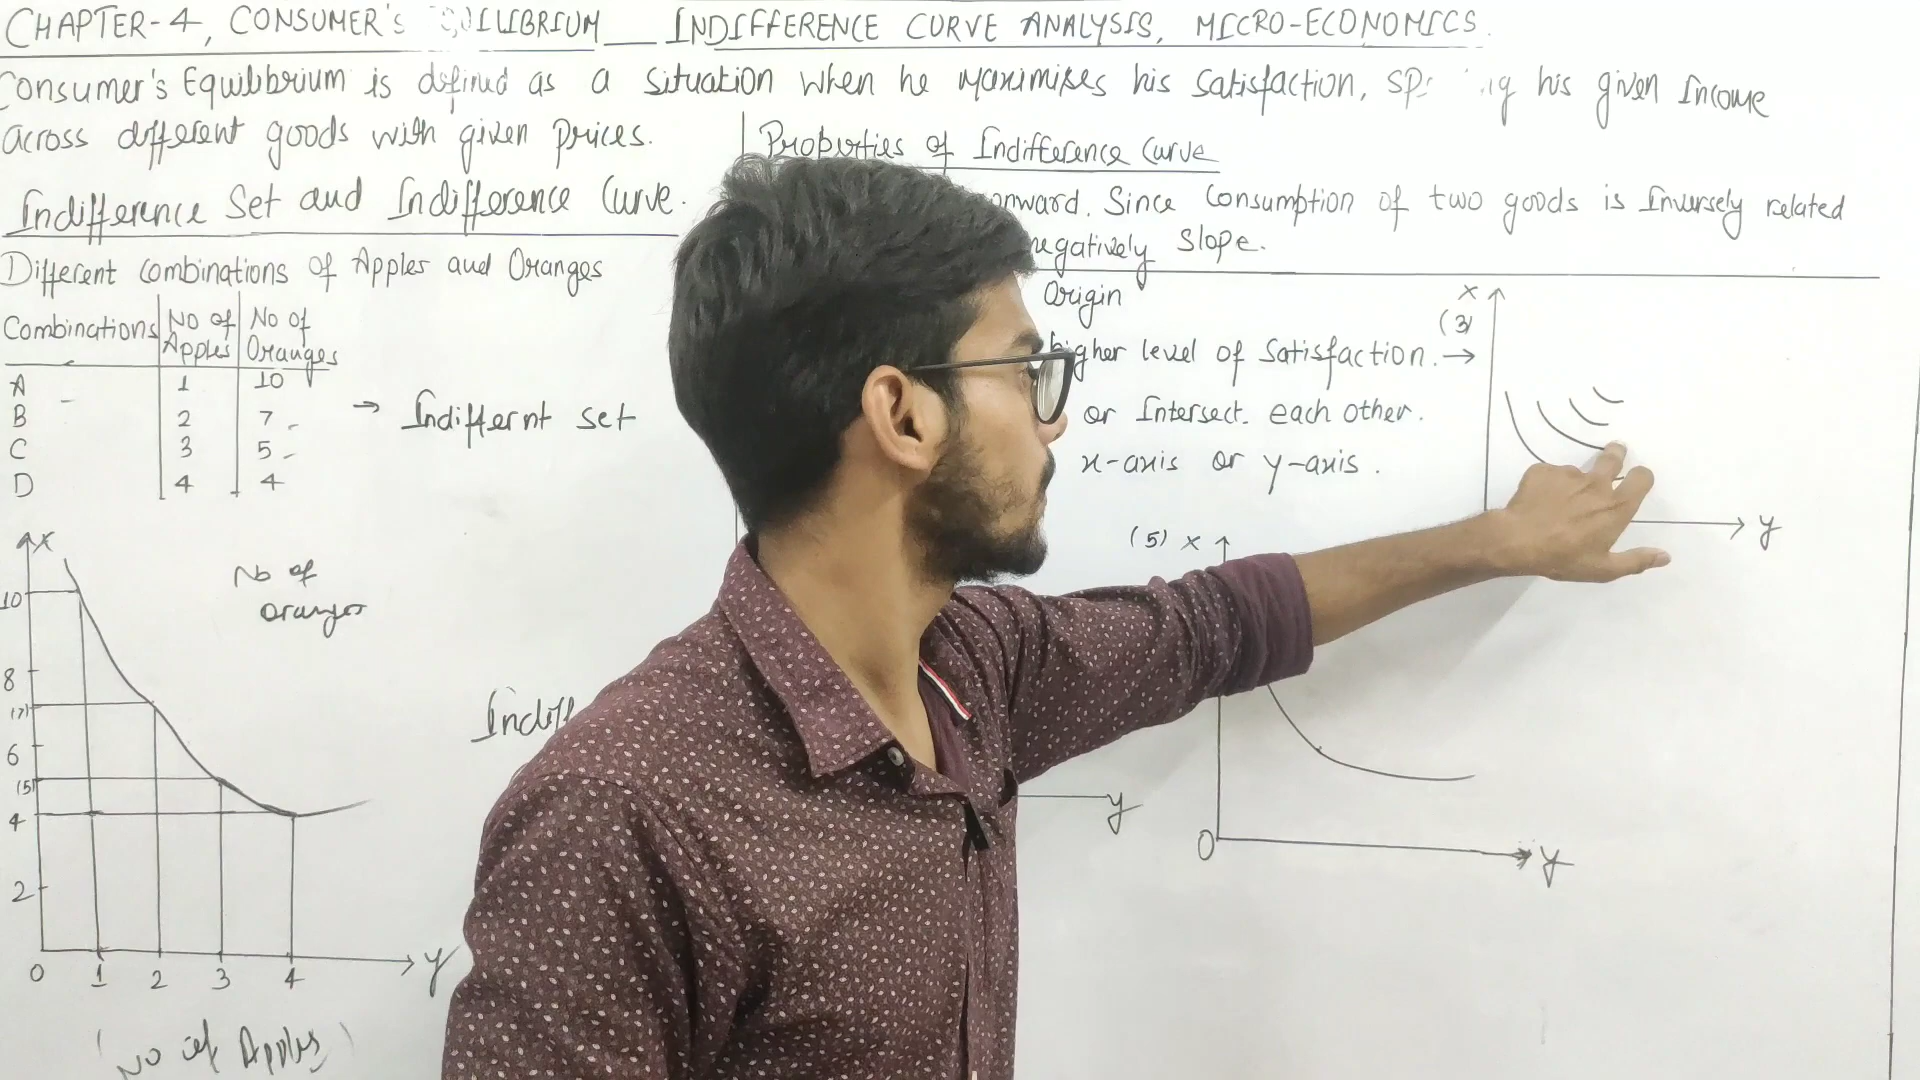 CHAPTER-4, CONSUMER'S INDIFFERENCE CURVE ANALYSIS, MICRO-ECONOMICS.
Consumer's Equilibrium is defined as a situation when he maximises his satisfaction, his given Income
across different goods with given prices.
Properties of Indifference Curve
Indifference Set and Indifference Curve.
Since Consumption of two goods is Inversely related
negatively Slope.
Different Combinations of Apples and Oranges
Origin
Combinations No of Apples No of Oranges
A 1 10
B 2 7
C 3 5
D 4 4
→ Indiffernt set
level of Satisfaction. →
or Intersect. each other.
x-axis or y-axis.
X
(3)
y
X
10
8
(7)
6
(5)
4
2
0 1 2 3 4 y
No of
Oranges
No of Apples
y
(5) X
0 y